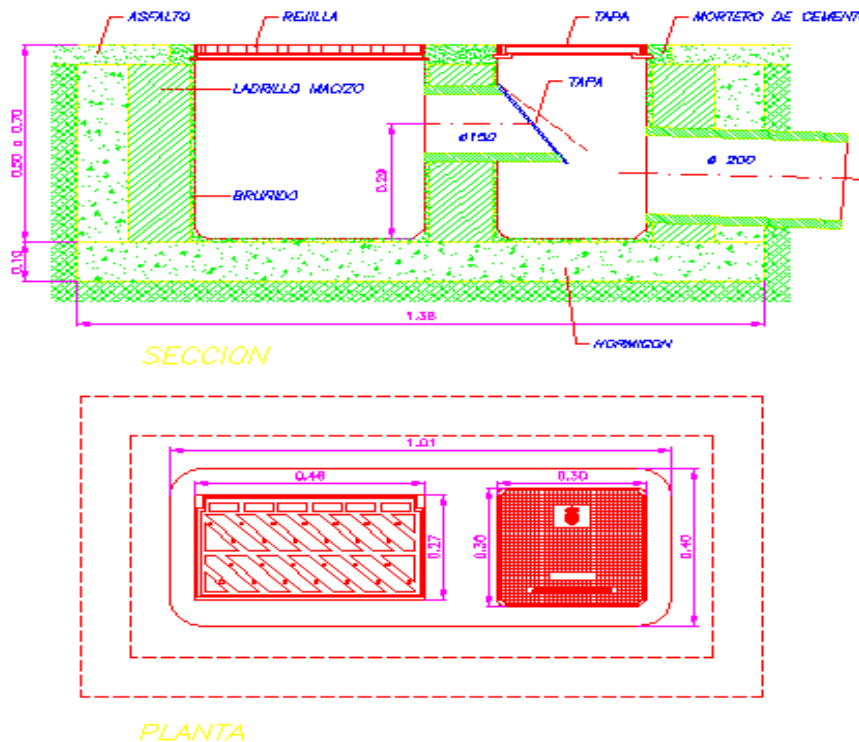 ASFALTO
REJILLA
TAPA
MORTERO DE CEMENTO
LADRILLO MACIZO
TAPA
ø150
ø 200
0.50 a 0.70
0.29
BRUÑIDO
0.10
1.38
HORMIGON
SECCION
1.01
0.46
0.30
0.27
0.30
0.40
PLANTA